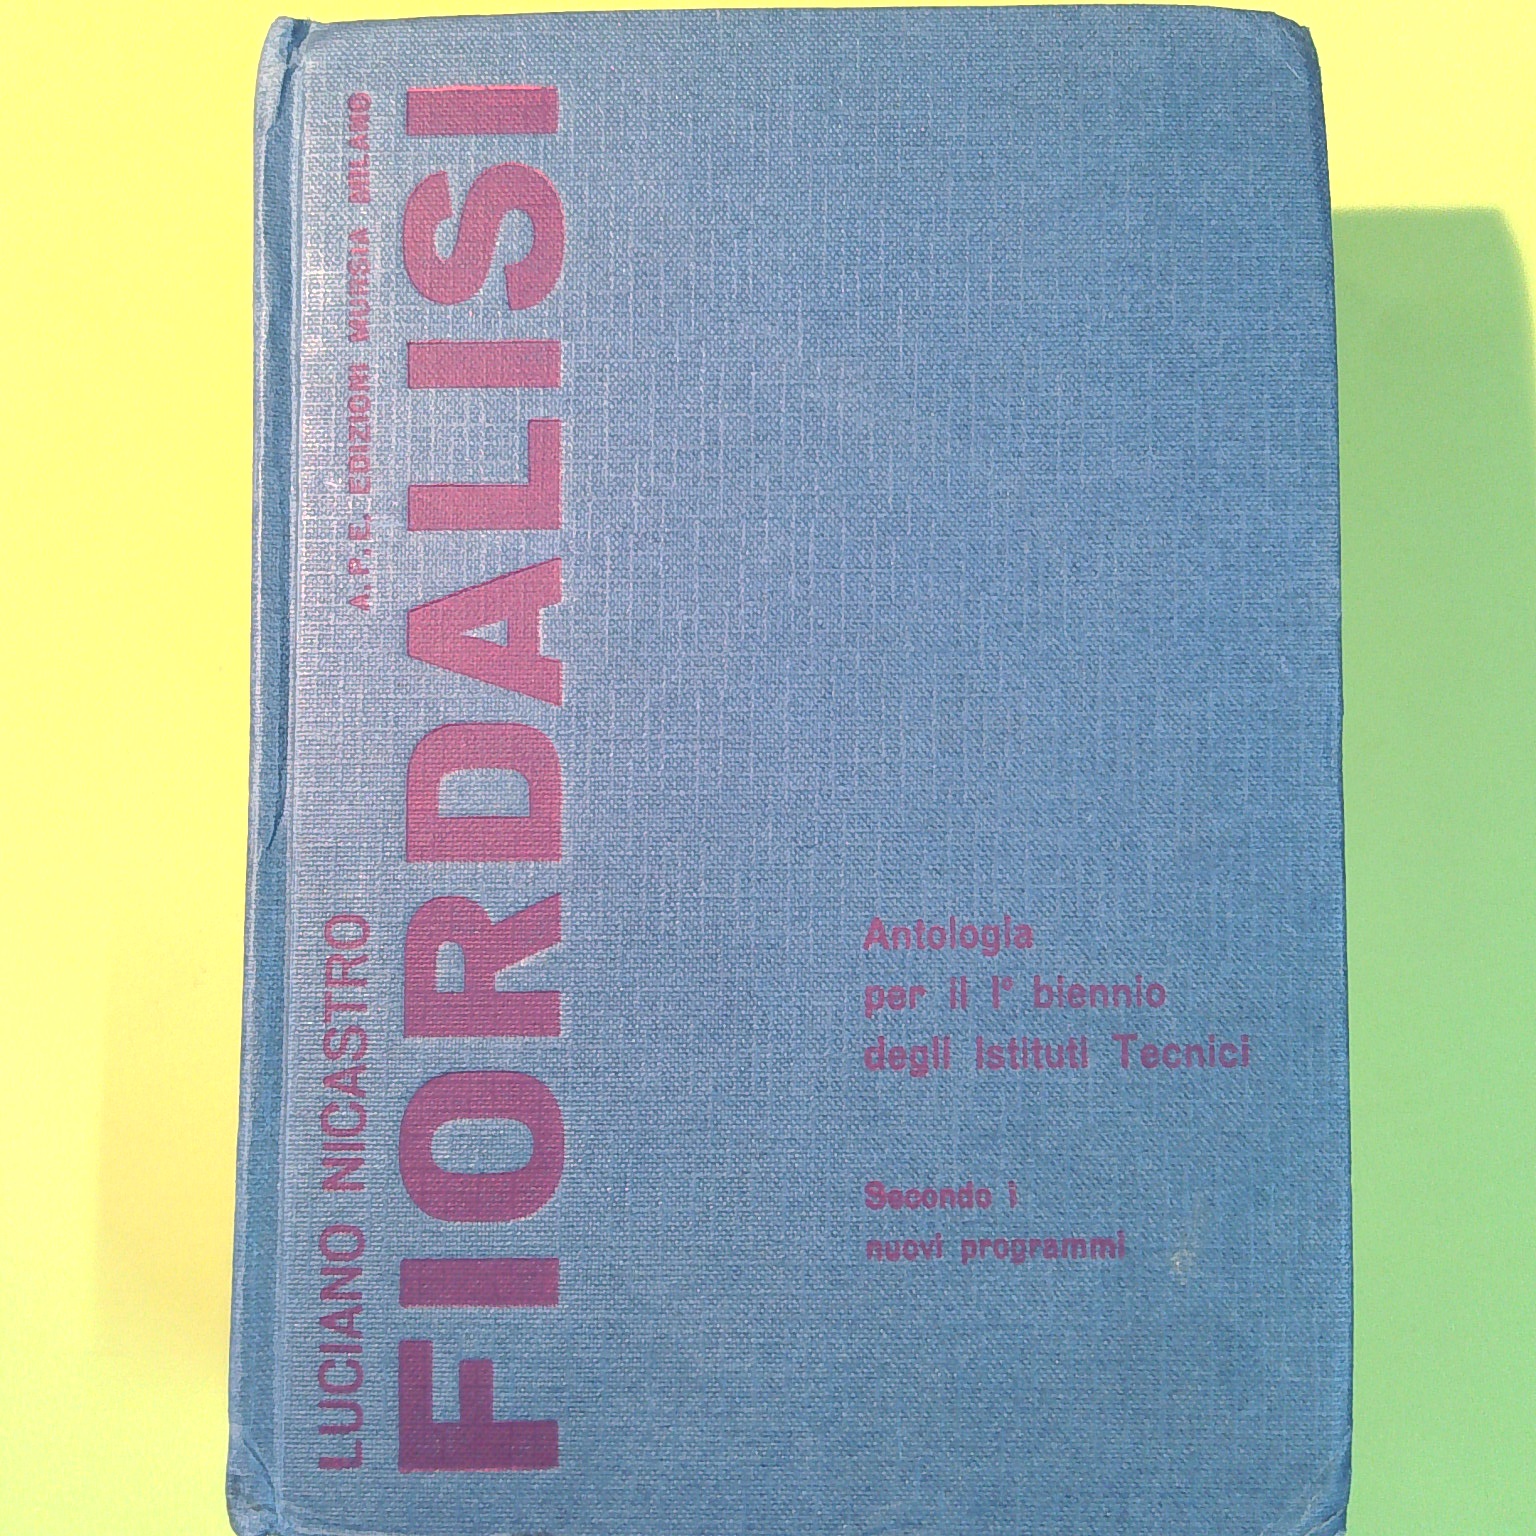 LUCIANO NICASTRO
A.P.E. EDIZIONI MURSIA MILANO
FIORDALISI
Antologia
per il I° biennio
degli Istituti Tecnici
Secondo i
nuovi programmi